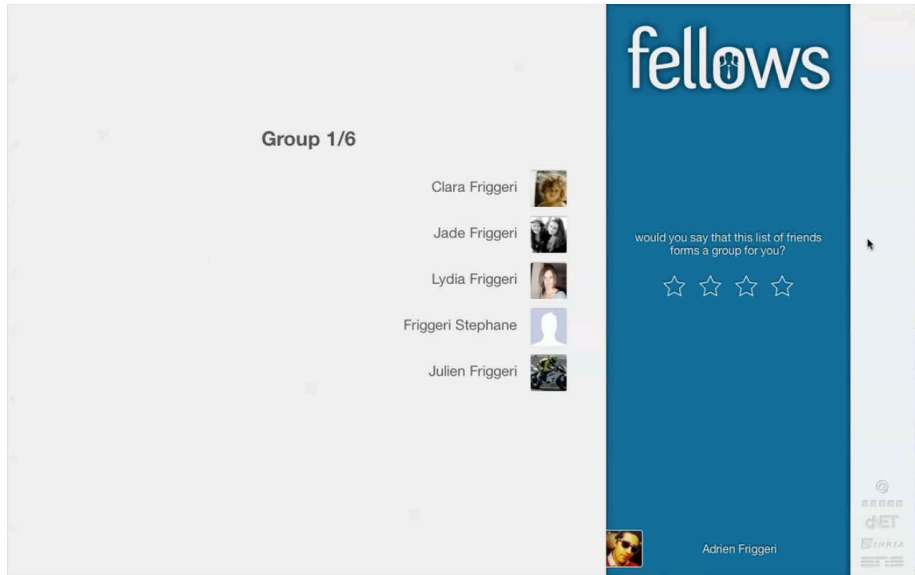 fellows
Group 1/6
Clara Friggeri
Jade Friggeri
Lydia Friggeri
Friggeri Stephane
Julien Friggeri
would you say that this list of friends
forms a group for you?
Adrien Friggeri